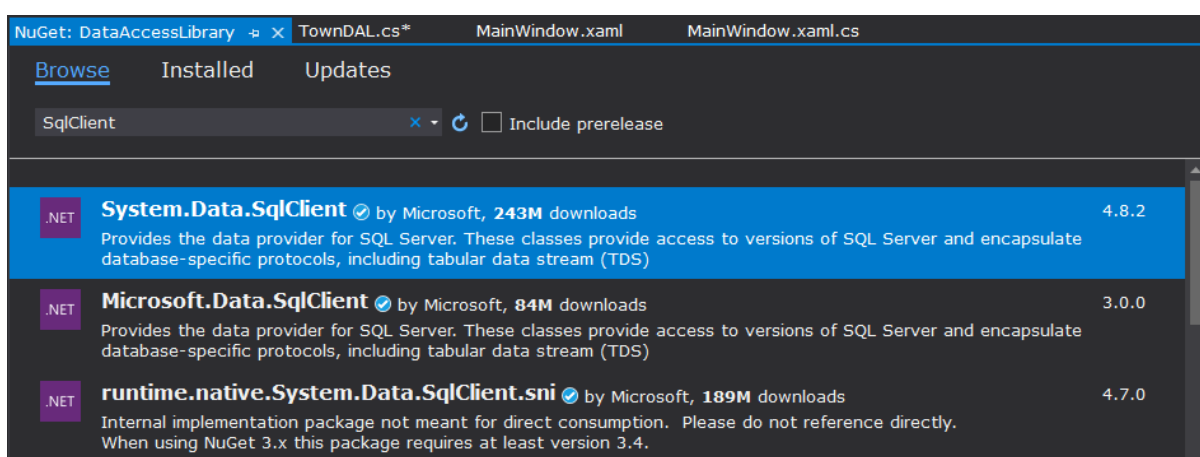 NuGet: DataAccessLibrary TownDAL.cs* MainWindow.xaml MainWindow.xaml.cs
Browse Installed Updates
SqlClient Include prerelease
.NET System.Data.SqlClient by Microsoft, 243M downloads 4.8.2
Provides the data provider for SQL Server. These classes provide access to versions of SQL Server and encapsulate
database-specific protocols, including tabular data stream (TDS)
.NET Microsoft.Data.SqlClient by Microsoft, 84M downloads 3.0.0
Provides the data provider for SQL Server. These classes provide access to versions of SQL Server and encapsulate
database-specific protocols, including tabular data stream (TDS)
.NET runtime.native.System.Data.SqlClient.sni by Microsoft, 189M downloads 4.7.0
Internal implementation package not meant for direct consumption. Please do not reference directly.
When using NuGet 3.x this package requires at least version 3.4.